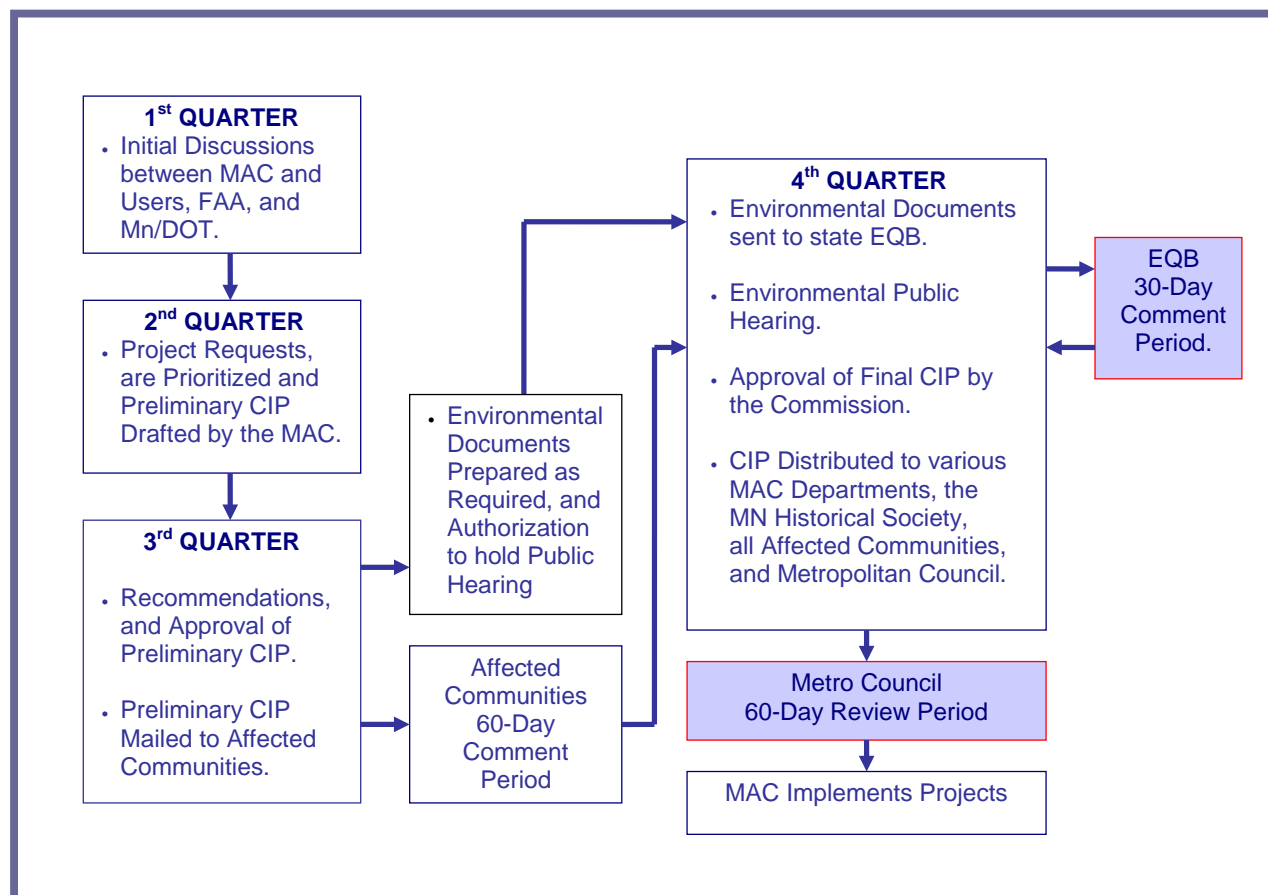 1st QUARTER
• Initial Discussions
between MAC and
Users, FAA, and
Mn/DOT.
2nd QUARTER
• Project Requests,
are Prioritized and
Preliminary CIP
Drafted by the MAC.
3rd QUARTER
• Recommendations,
and Approval of
Preliminary CIP.
• Preliminary CIP
Mailed to Affected
Communities.
• Environmental
Documents
Prepared as
Required, and
Authorization
to hold Public
Hearing
Affected
Communities
60-Day
Comment
Period
4th QUARTER
• Environmental Documents
sent to state EQB.
• Environmental Public
Hearing.
• Approval of Final CIP by
the Commission.
• CIP Distributed to various
MAC Departments, the
MN Historical Society,
all Affected Communities,
and Metropolitan Council.
EQB
30-Day
Comment
Period.
Metro Council
60-Day Review Period
MAC Implements Projects